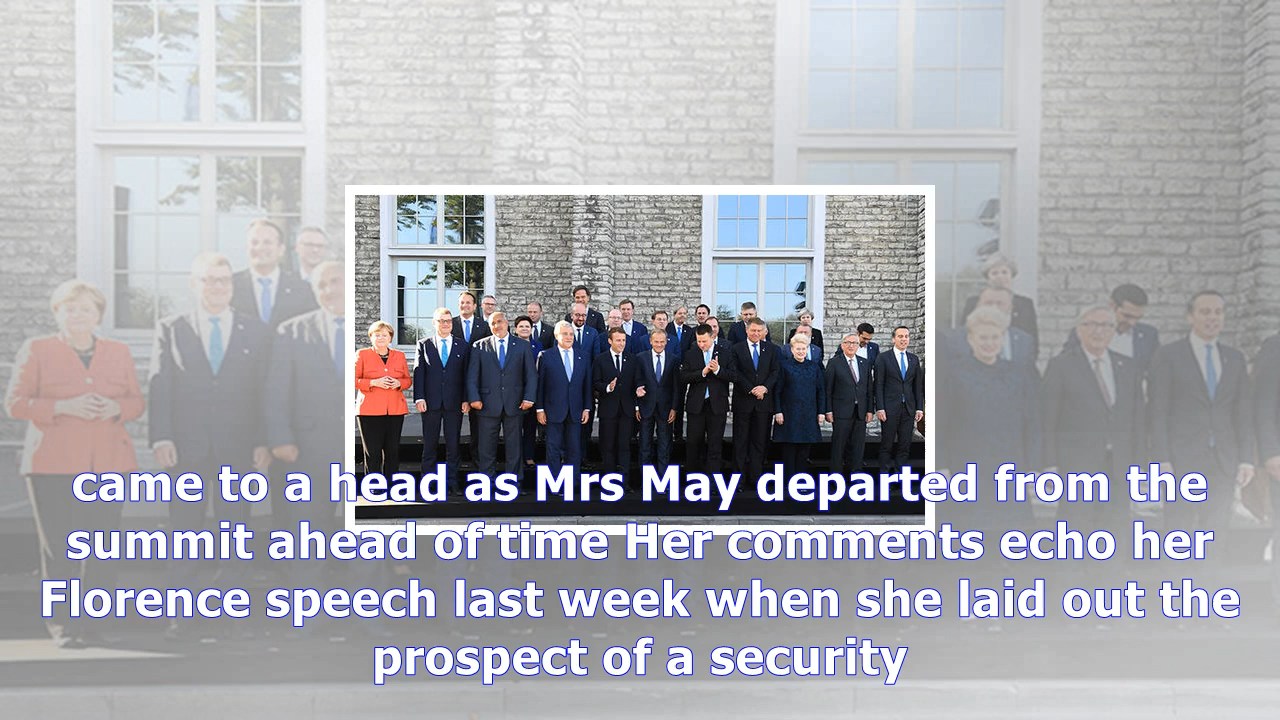 came to a head as Mrs May departed from the
summit ahead of time Her comments echo her
Florence speech last week when she laid out the
prospect of a security